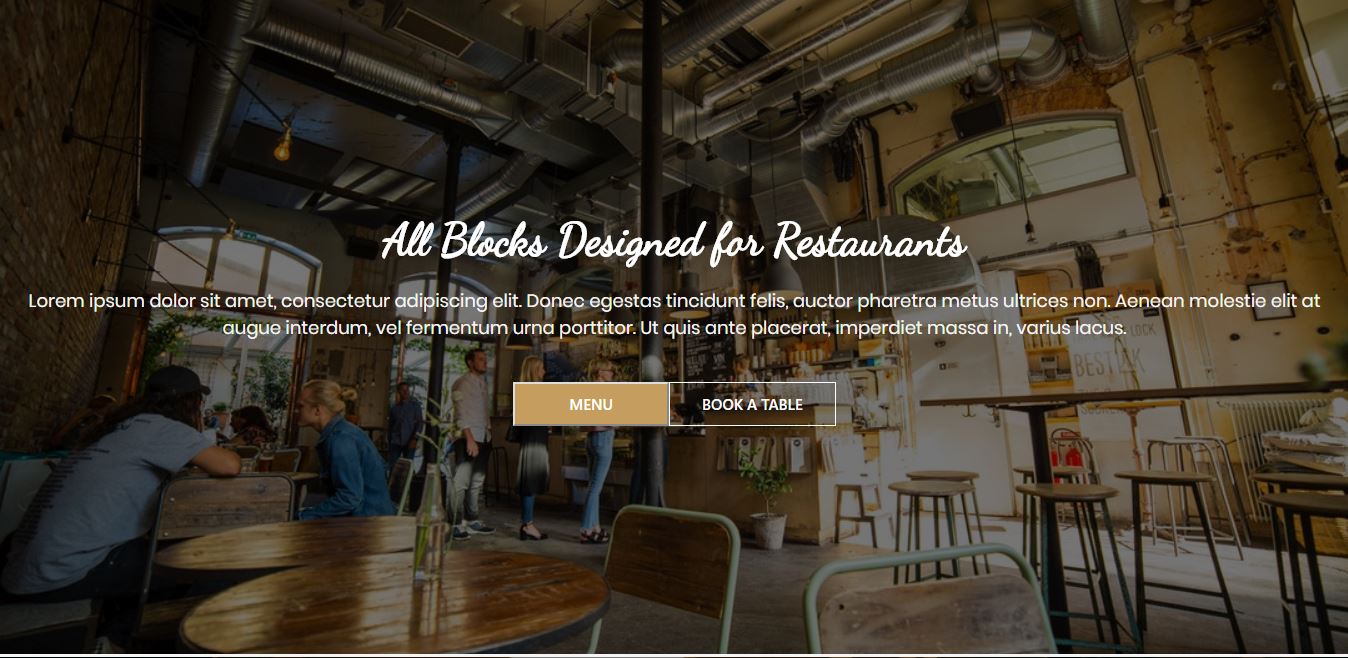 All Blocks Designed for Restaurants
Lorem ipsum dolor sit amet, consectetur adipiscing elit. Donec egestas tincidunt felis, auctor pharetra metus ultrices non. Aenean molestie elit at
augue interdum, vel fermentum urna porttitor. Ut quis ante placerat, imperdiet massa in, varius lacus.
MENU
BOOK A TABLE